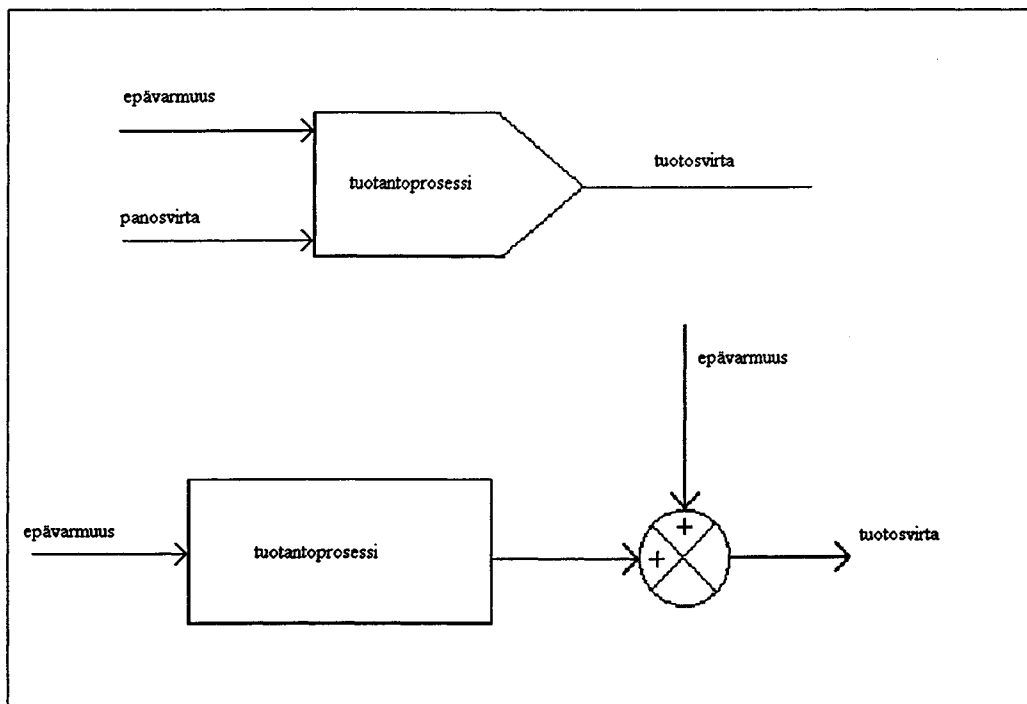 epävarmuus
tuotantoprosessi
tuotosvirta
panosvirta
epävarmuus
epävarmuus
tuotantoprosessi
+
+
tuotosvirta